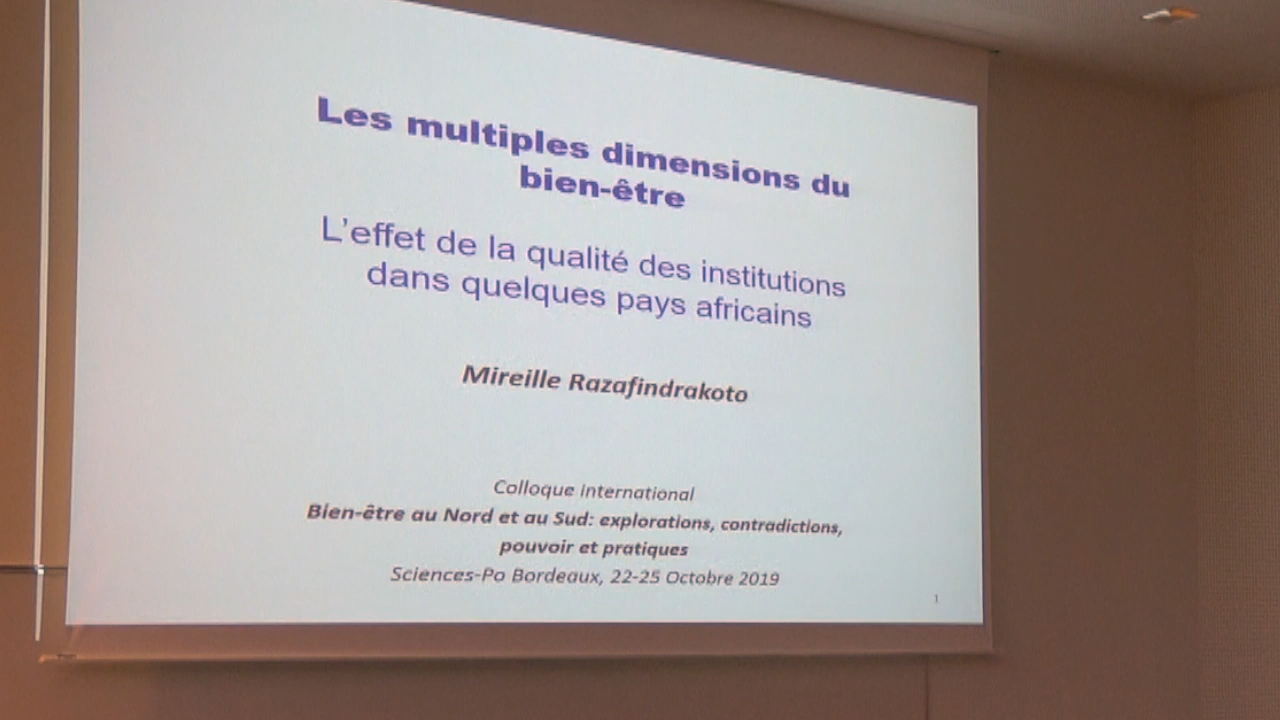 Les multiples dimensions du
bien-être
L'effet de la qualité des institutions
dans quelques pays africains
Mireille Razafindrakoto
Colloque international
Bien-être au Nord et au Sud: explorations, contradictions,
pouvoir et pratiques
Sciences-Po Bordeaux, 22-25 Octobre 2019
1